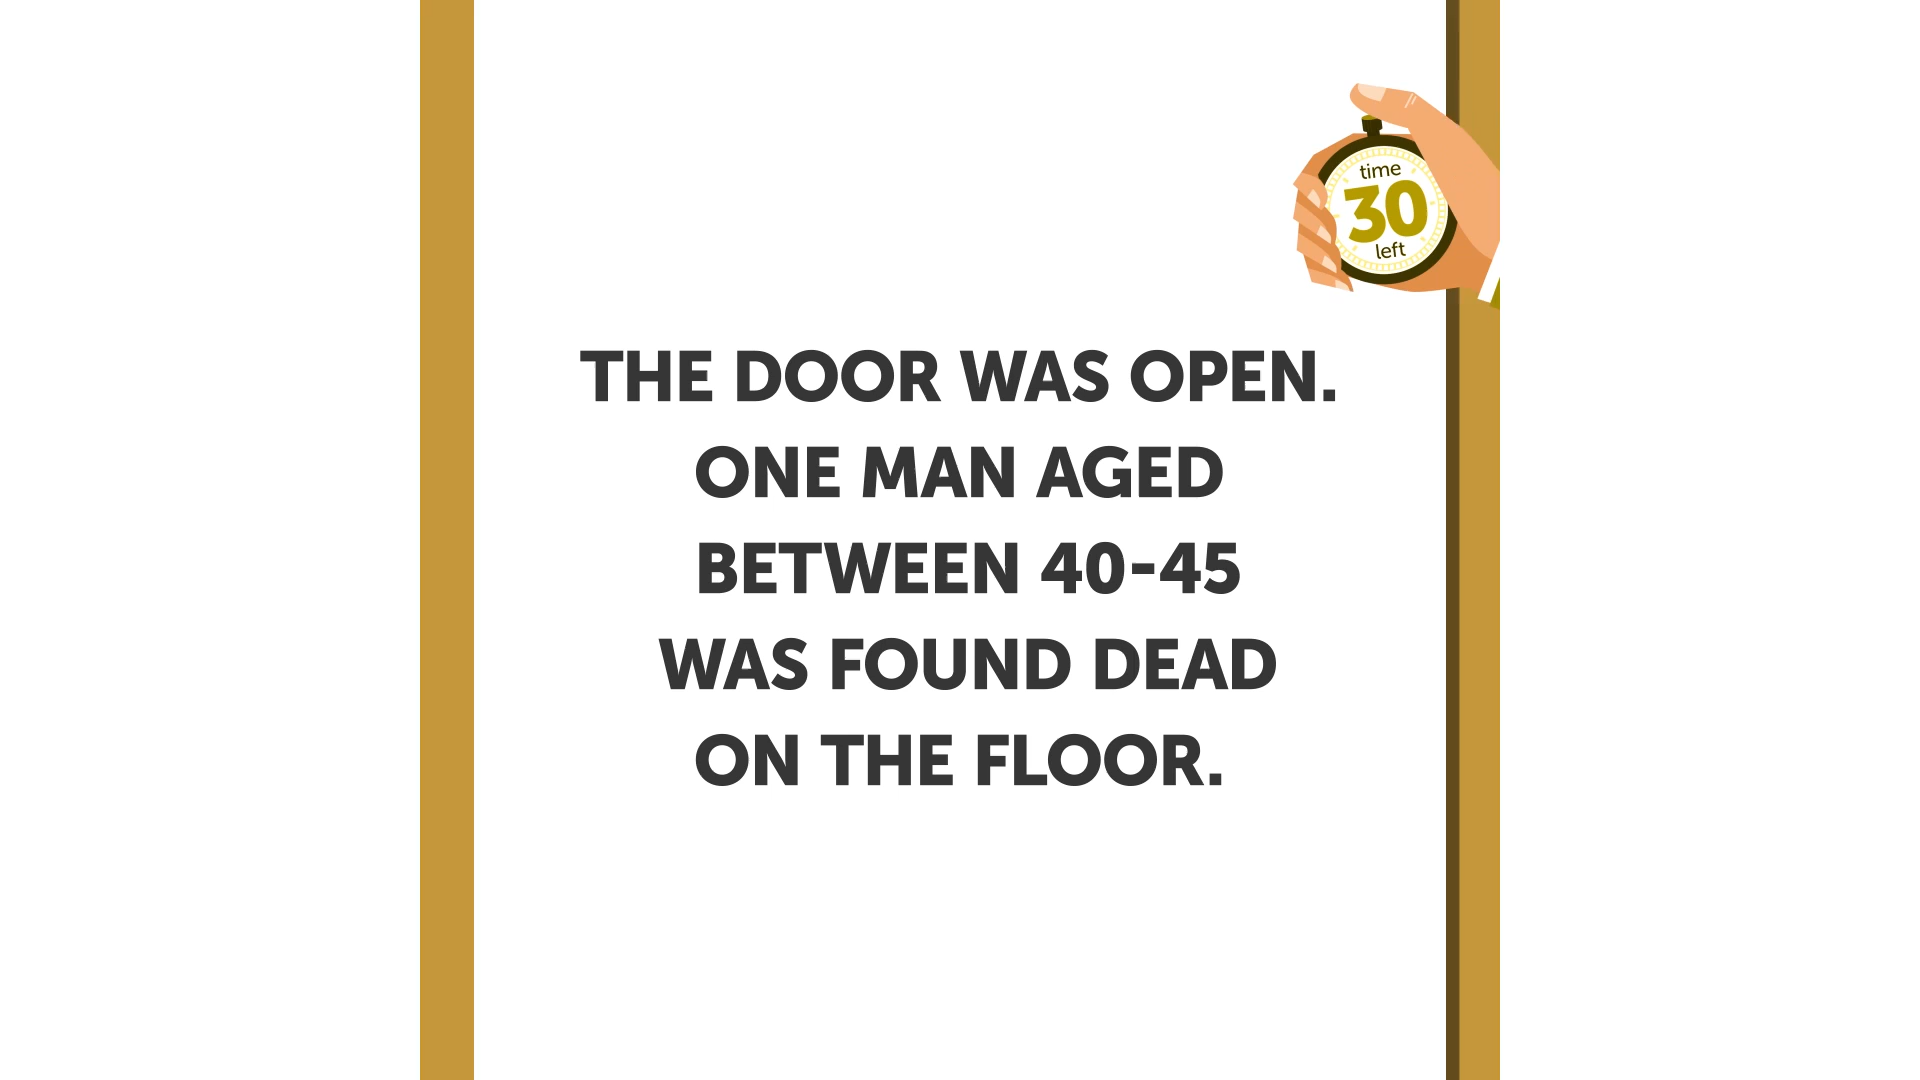 time
30
left
THE DOOR WAS OPEN.
ONE MAN AGED
BETWEEN 40-45
WAS FOUND DEAD
ON THE FLOOR.